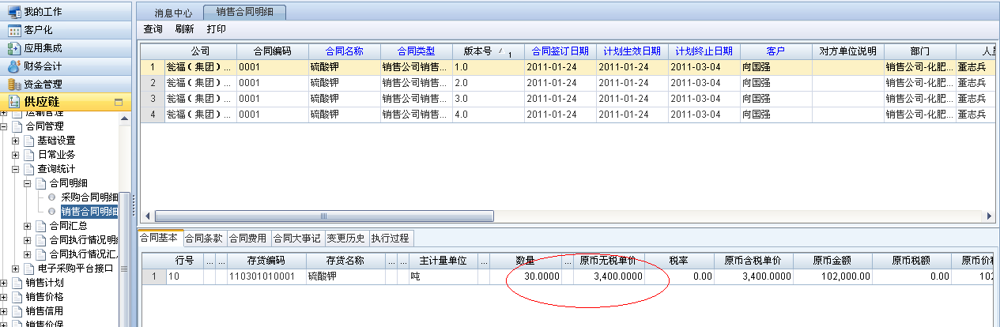 我的工作
客户化
应用集成
财务会计
资金管理
供应链
运输管理
合同管理
基础设置
日常业务
查询统计
合同明细
采购合同明细
销售合同明细
合同汇总
合同执行情况明细
合同执行情况汇
电子采购平台接口
销售计划
销售价格
销售信用
销售价保
消息中心 销售合同明细
查询 刷新 打印
公司 合同编码 合同名称 合同类型 版本号 1 合同签订日期 计划生效日期 计划终止日期 客户 对方单位说明 部门 人员
1 瓮福（集团）... 0001 硫酸钾 销售公司销售... 1.0 2011-01-24 2011-01-24 2011-03-04 向国强 销售公司-化肥... 董志兵
2 瓮福（集团）... 0001 硫酸钾 销售公司销售... 2.0 2011-01-24 2011-01-24 2011-03-04 向国强 销售公司-化肥... 董志兵
3 瓮福（集团）... 0001 硫酸钾 销售公司销售... 3.0 2011-01-24 2011-01-24 2011-03-04 向国强 销售公司-化肥... 董志兵
4 瓮福（集团）... 0001 硫酸钾 销售公司销售... 4.0 2011-01-24 2011-01-24 2011-03-04 向国强 销售公司-化肥... 董志兵
合同基本 合同条款 合同费用 合同大事记 变更历史 执行过程
行号 ... ... 存货编码 存货名称 ... ... 主计量单位 ... 数量 ... 原币无税单价 税率 原币含税单价 原币金额 原币税额 原币价税
1 10 110301010001 硫酸钾 吨 30.0000 3,400.0000 0.00 3,400.0000 102,000.00 0.00 102